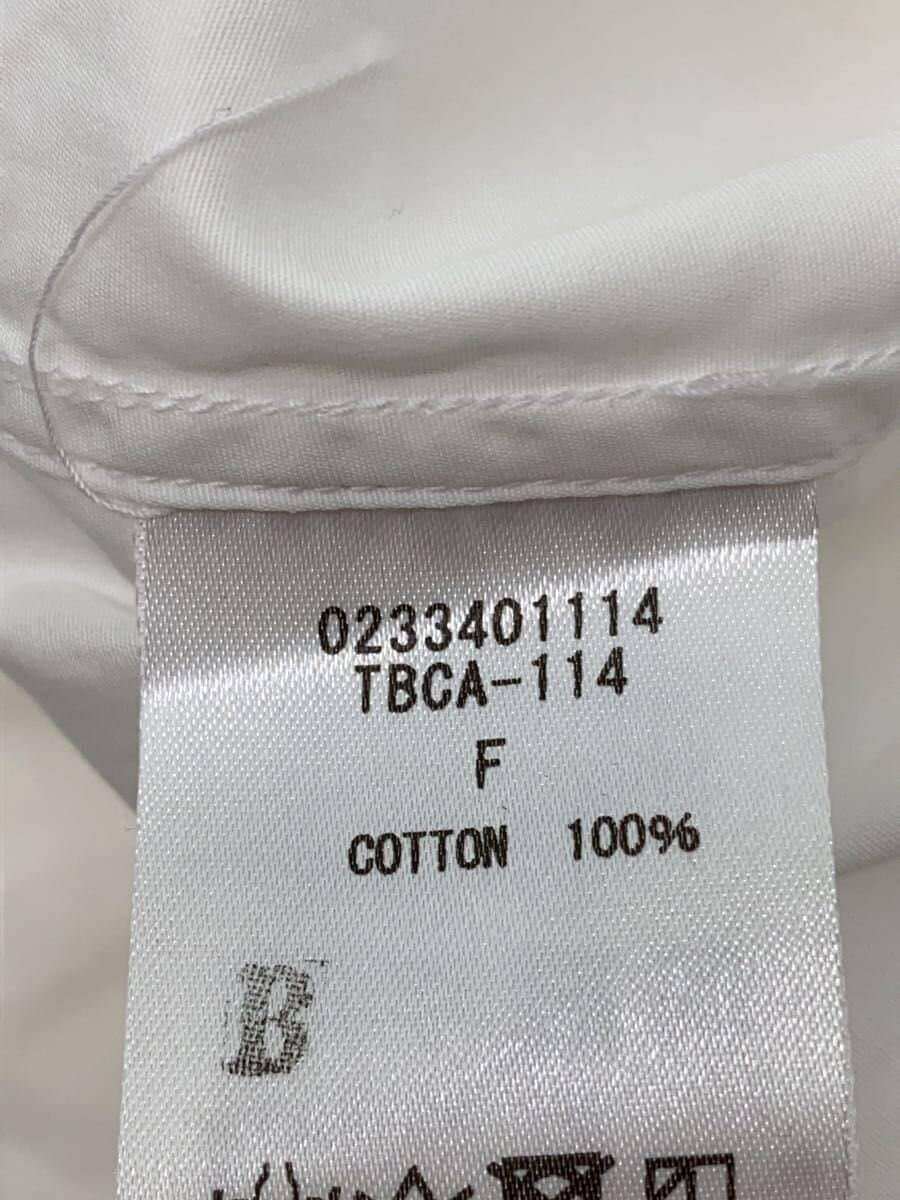 0233401114
TBCA-114
F
COTTON 100%
B